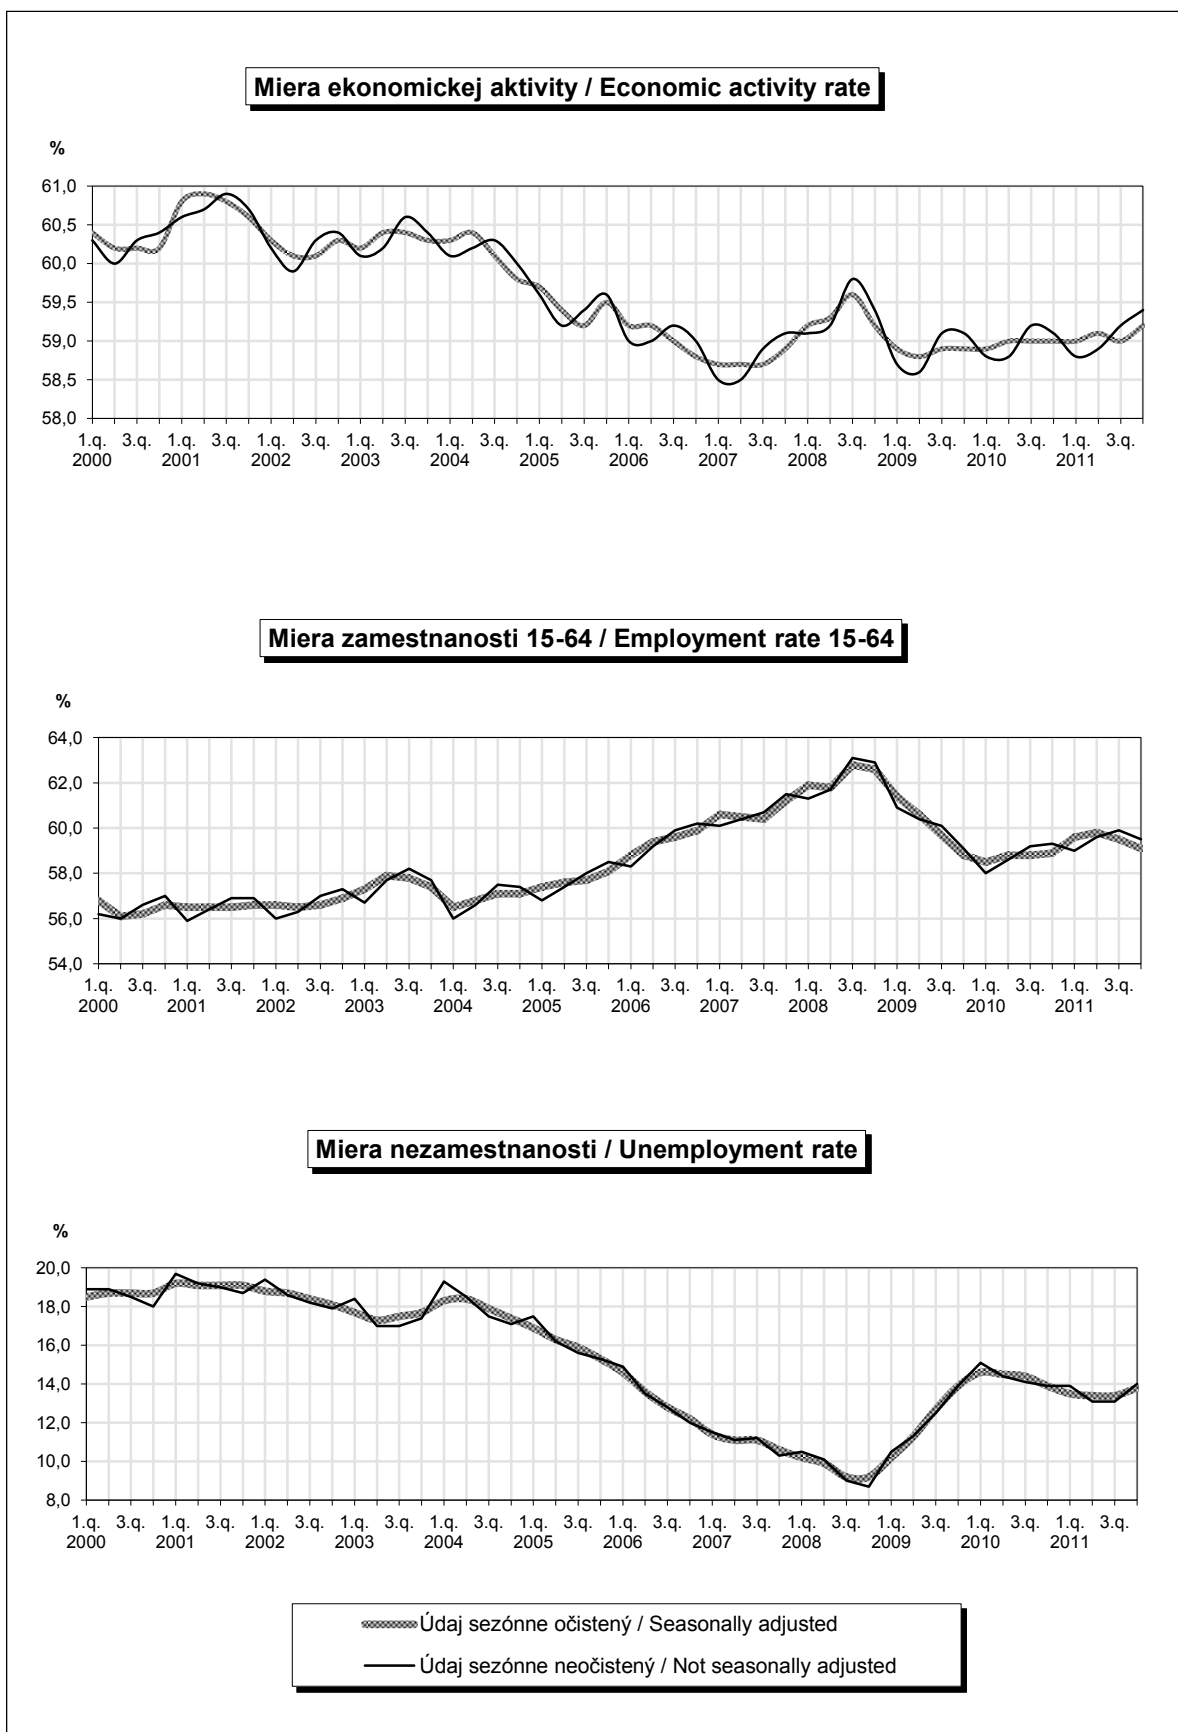 Miera ekonomickej aktivity / Economic activity rate
%
61,0
60,5
60,0
59,5
59,0
58,5
58,0
1.q. 3.q. 1.q. 3.q. 1.q. 3.q. 1.q. 3.q. 1.q. 3.q. 1.q. 3.q. 1.q. 3.q. 1.q. 3.q. 1.q. 3.q. 1.q. 3.q. 1.q. 3.q. 1.q. 3.q.
2000 2001 2002 2003 2004 2005 2006 2007 2008 2009 2010 2011
Miera zamestnanosti 15-64 / Employment rate 15-64
%
64,0
62,0
60,0
58,0
56,0
54,0
1.q. 3.q. 1.q. 3.q. 1.q. 3.q. 1.q. 3.q. 1.q. 3.q. 1.q. 3.q. 1.q. 3.q. 1.q. 3.q. 1.q. 3.q. 1.q. 3.q. 1.q. 3.q. 1.q. 3.q.
2000 2001 2002 2003 2004 2005 2006 2007 2008 2009 2010 2011
Miera nezamestnanosti / Unemployment rate
%
20,0
18,0
16,0
14,0
12,0
10,0
8,0
1.q. 3.q. 1.q. 3.q. 1.q. 3.q. 1.q. 3.q. 1.q. 3.q. 1.q. 3.q. 1.q. 3.q. 1.q. 3.q. 1.q. 3.q. 1.q. 3.q. 1.q. 3.q. 1.q. 3.q.
2000 2001 2002 2003 2004 2005 2006 2007 2008 2009 2010 2011
Údaj sezónne očistený / Seasonally adjusted
Údaj sezónne neočistený / Not seasonally adjusted